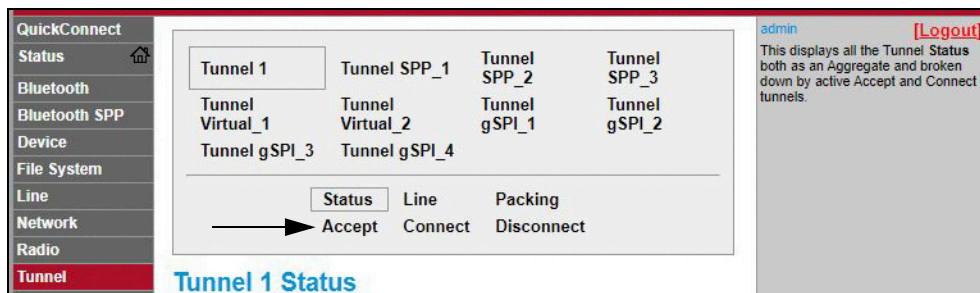 QuickConnect
Status
Bluetooth
Bluetooth SPP
Device
File System
Line
Network
Radio
Tunnel
Tunnel 1
Tunnel SPP_1
Tunnel
SPP_2
Tunnel
SPP_3
Tunnel
Virtual_1
Tunnel
Virtual_2
Tunnel
gSPI_1
Tunnel
gSPI_2
Tunnel gSPI_3
Tunnel gSPI_4
Status Line Packing
Accept Connect Disconnect
Tunnel 1 Status
admin [Logout]
This displays all the Tunnel Status
both as an Aggregate and broken
down by active Accept and Connect
tunnels.